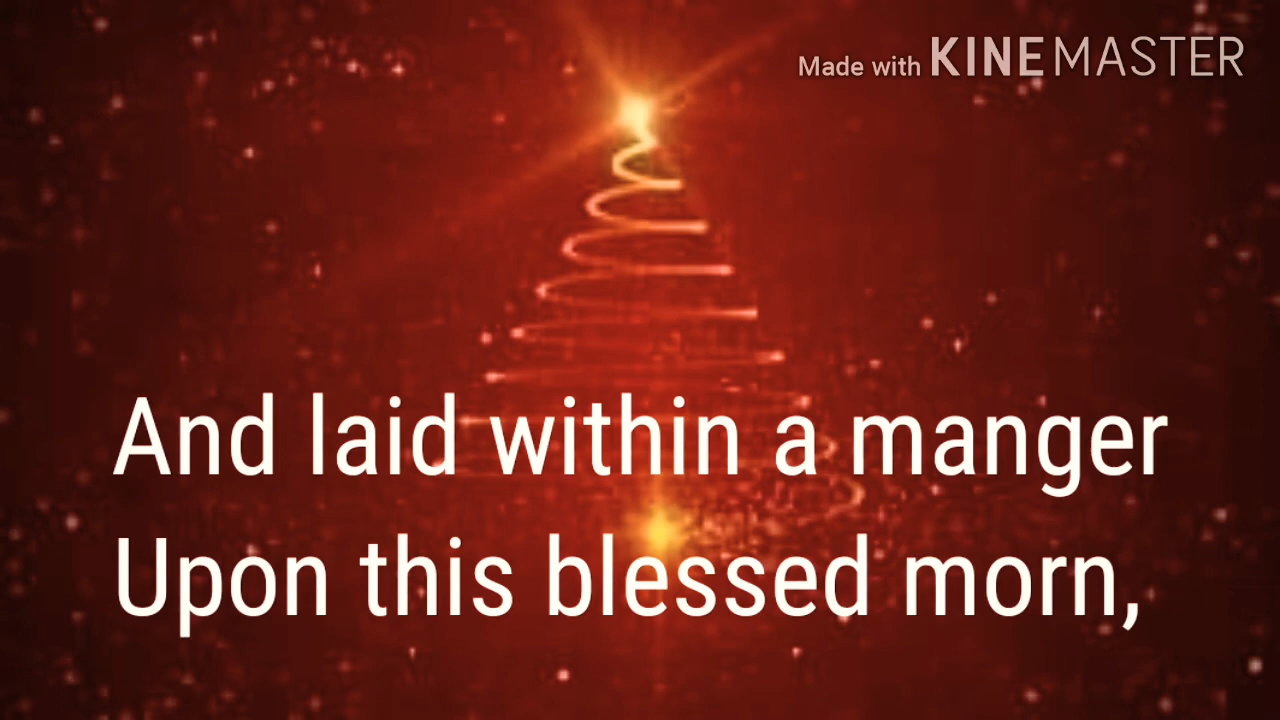 Made with KINEMASTER
And laid within a manger
Upon this blessed morn,